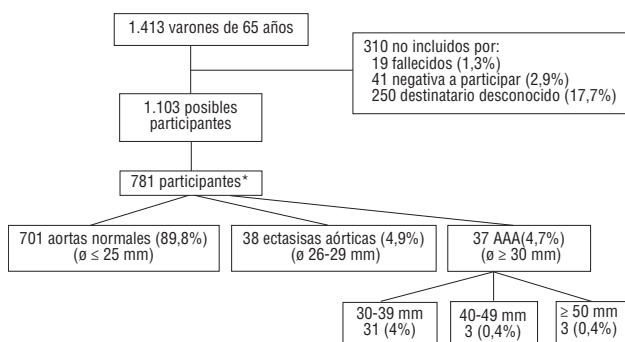 1.413 varones de 65 años
310 no incluidos por:
19 fallecidos (1,3%)
41 negativa a participar (2,9%)
250 destinatario desconocido (17,7%)
1.103 posibles
participantes
781 participantes*
701 aortas normales (89,8%)
(ø ≤ 25 mm)
38 ectasisas aórticas (4,9%)
(ø 26-29 mm)
37 AAA(4,7%)
(ø ≥ 30 mm)
30-39 mm
31 (4%)
40-49 mm
3 (0,4%)
≥ 50 mm
3 (0,4%)